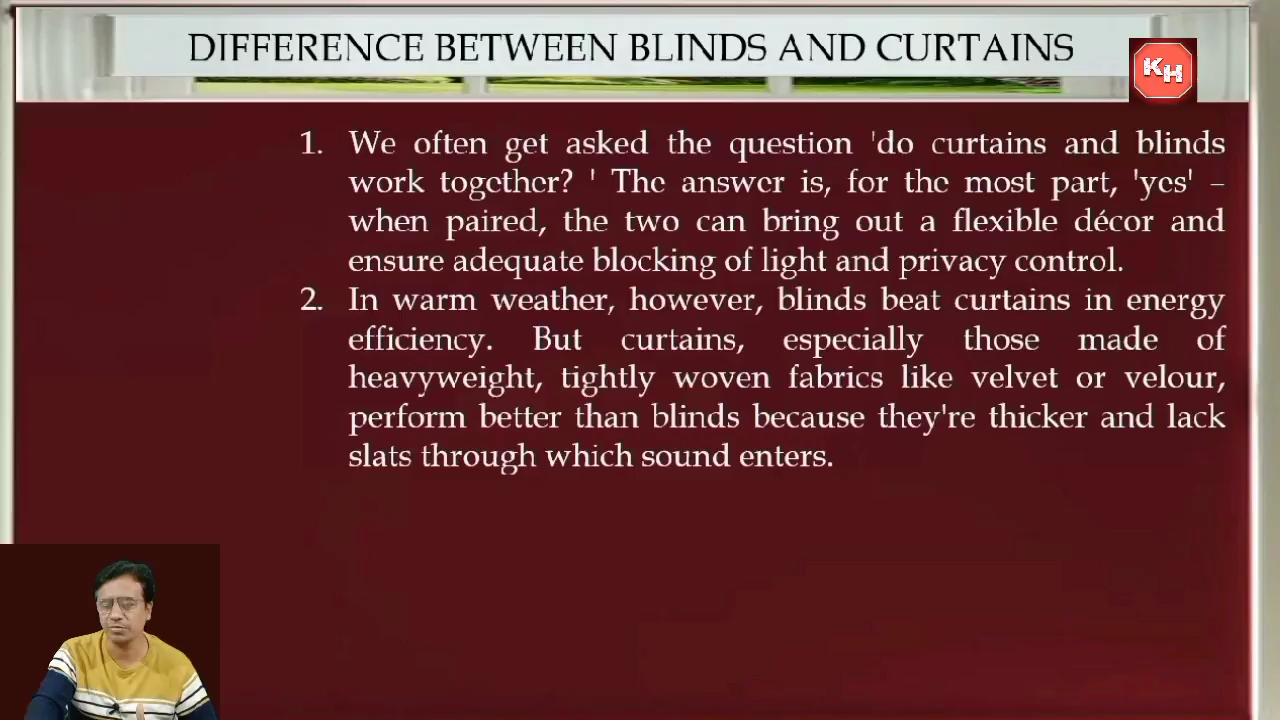 DIFFERENCE BETWEEN BLINDS AND CURTAINS
KH
1. We often get asked the question 'do curtains and blinds
work together? ' The answer is, for the most part, 'yes' –
when paired, the two can bring out a flexible décor and
ensure adequate blocking of light and privacy control.
2. In warm weather, however, blinds beat curtains in energy
efficiency. But curtains, especially those made of
heavyweight, tightly woven fabrics like velvet or velour,
perform better than blinds because they're thicker and lack
slats through which sound enters.